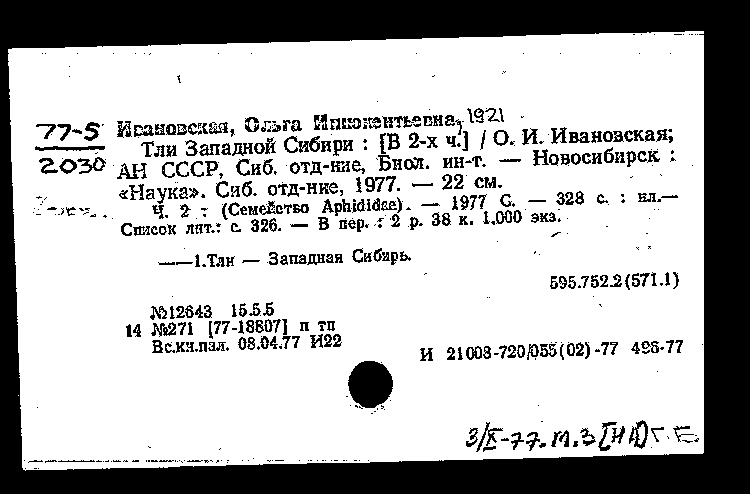 77-5
2030
Ивановская, Ольга Иннокентьевна, 1921
Тли Западной Сибири : [В 2-х ч.] / О. И. Ивановская;
АН СССР, Сиб. отд-ние, Биол. ин-т. — Новосибирск :
«Наука». Сиб. отд-ние, 1977. — 22 см.
Ч. 2 : (Семейство Aphididae). — 1977 С. — 328 с. : ил.—
Список лит.: с. 326. — В пер. : 2 р. 38 к. 1.000 экз.
——1.Тли — Западная Сибирь.
595.752.2(571.1)
№12643 15.5.5
14 №271 [77-18807] п тп
Вс.кн.пал. 08.04.77 И22
И 21008-720/055(02)-77 498-77
3/X-77. м.3 [НЛ] Г. Е.